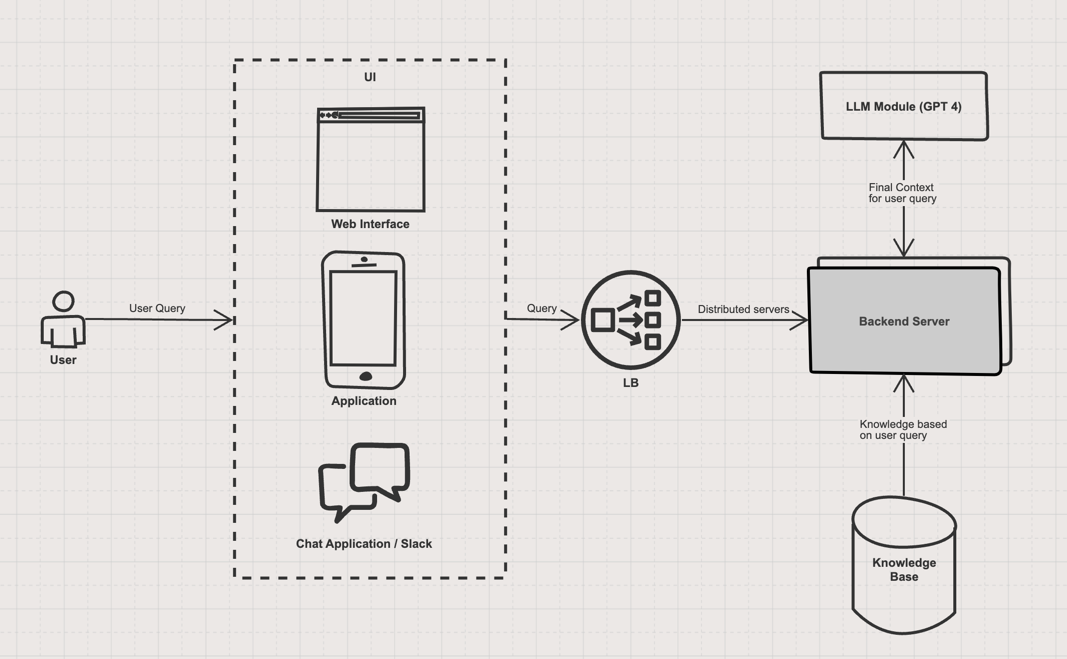 UI
Web Interface
Application
Chat Application / Slack
User Query
User
Query
LB
Distributed servers
LLM Module (GPT 4)
Final Context
for user query
Backend Server
Knowledge based
on user query
Knowledge
Base